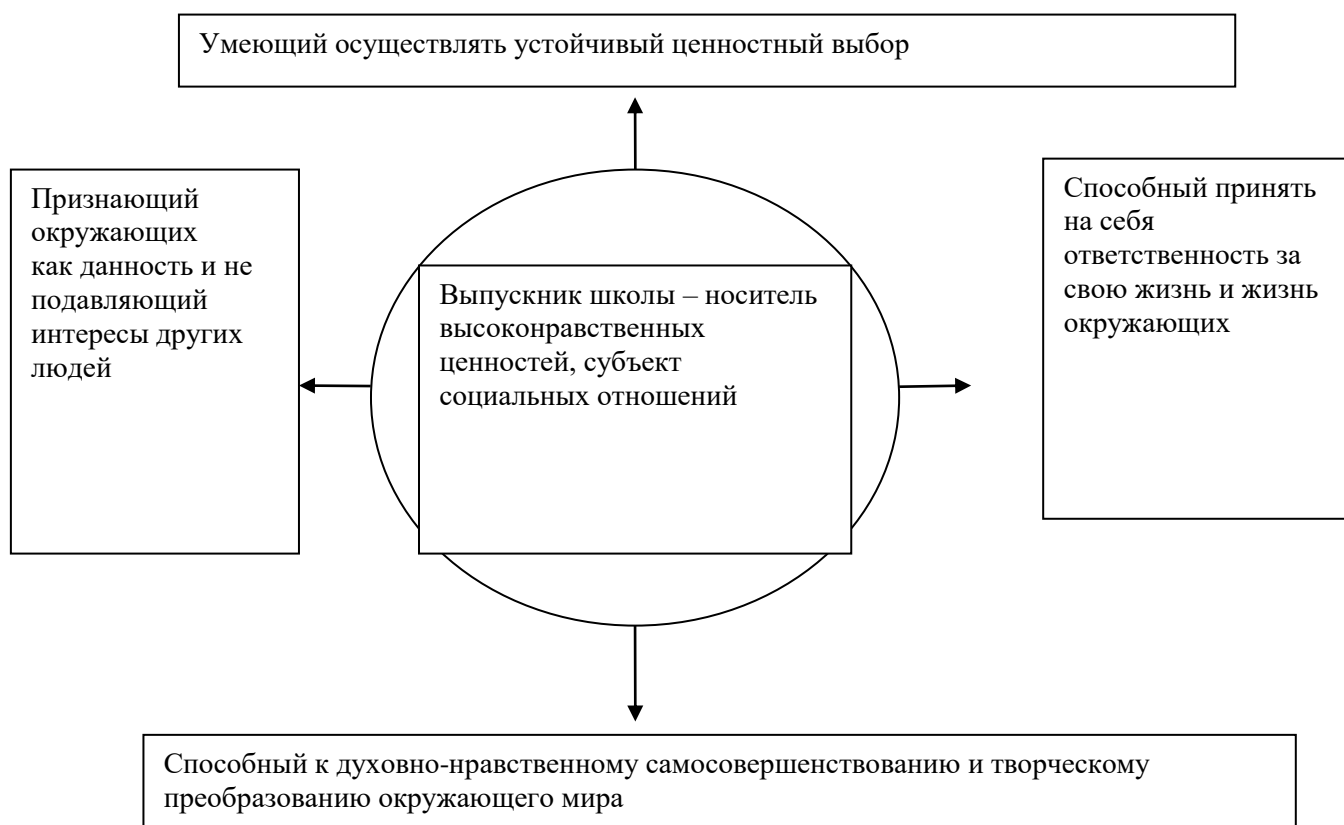 Умеющий осуществлять устойчивый ценностный выбор
Признающий
окружающих
как данность и не
подавляющий
интересы других
людей
Выпускник школы – носитель
высоконравственных
ценностей, субъект
социальных отношений
Способный принять
на себя
ответственность за
свою жизнь и жизнь
окружающих
Способный к духовно-нравственному самосовершенствованию и творческому
преобразованию окружающего мира